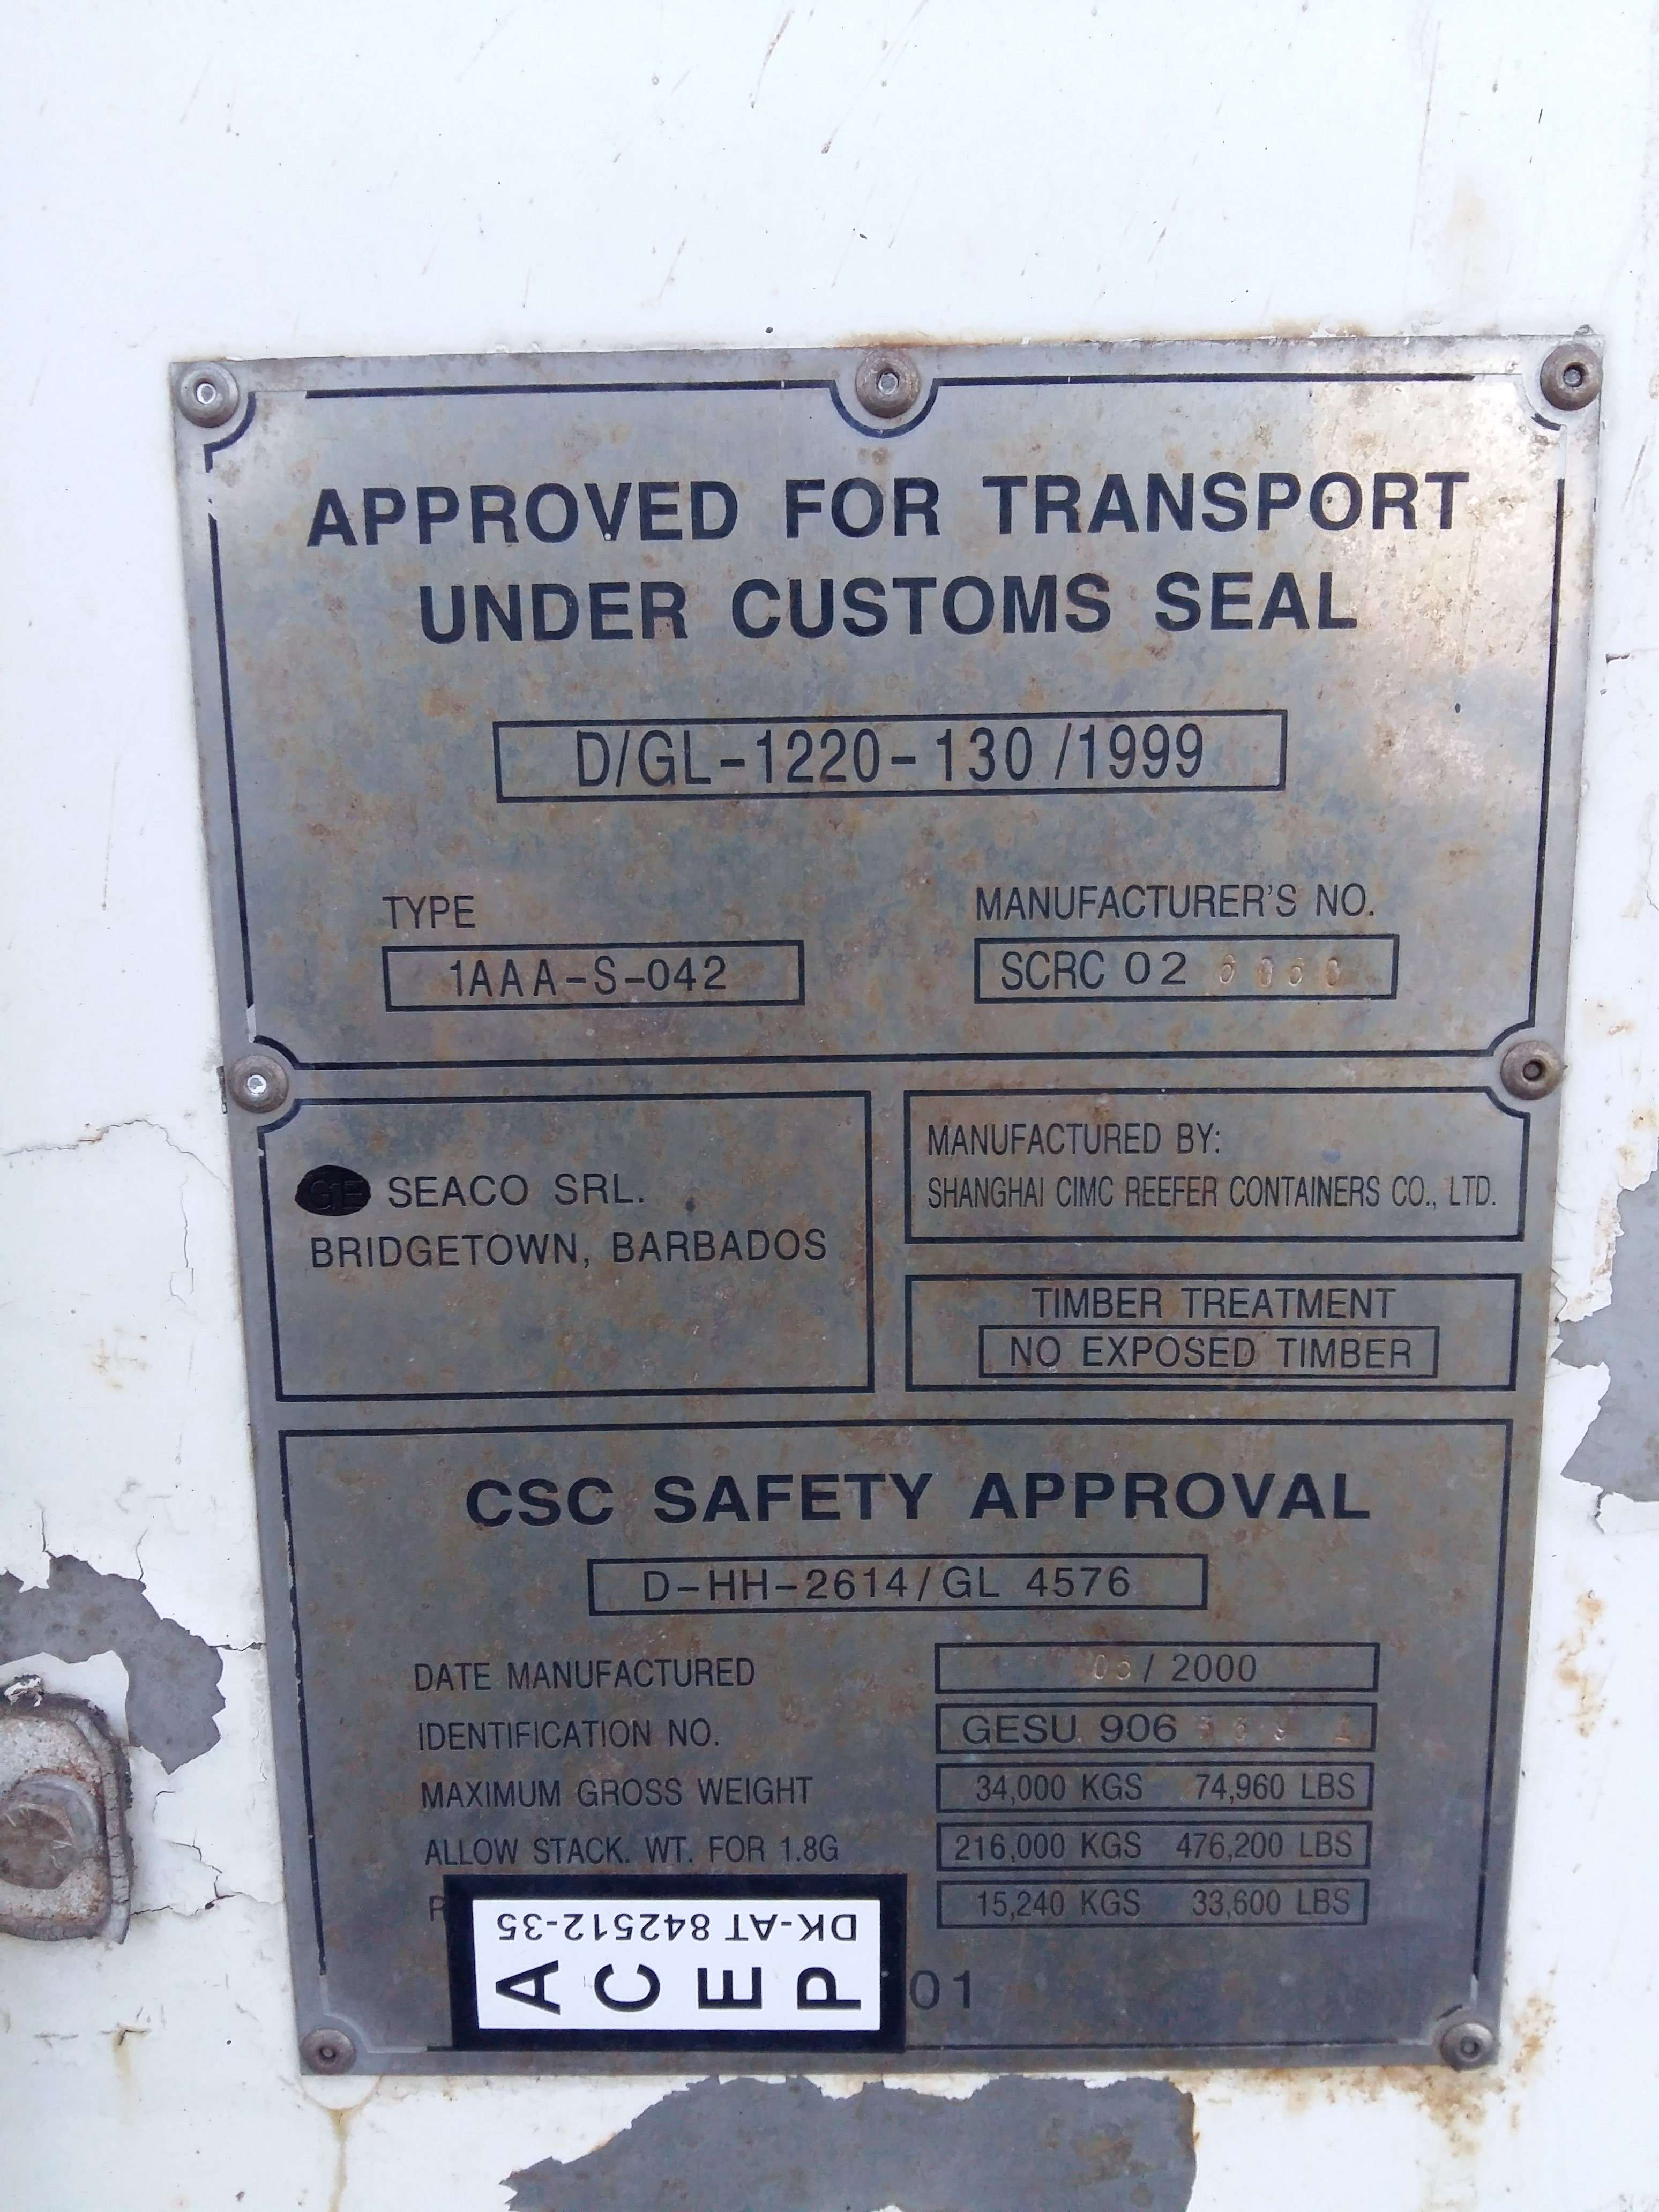 APPROVED FOR TRANSPORT
UNDER CUSTOMS SEAL
D/GL-1220-130/1999
TYPE
1AAA-S-042
MANUFACTURER'S NO.
SCRC 02
GE SEACO SRL.
BRIDGETOWN, BARBADOS
MANUFACTURED BY:
SHANGHAI CIMC REEFER CONTAINERS CO., LTD.
TIMBER TREATMENT
NO EXPOSED TIMBER
CSC SAFETY APPROVAL
D-HH-2614/GL 4576
DATE MANUFACTURED / 2000
IDENTIFICATION NO. GESU 906
MAXIMUM GROSS WEIGHT 34,000 KGS 74,960 LBS
ALLOW STACK. WT. FOR 1.8G 216,000 KGS 476,200 LBS
15,240 KGS 33,600 LBS
DK-AT 842512-35
ACEP
01